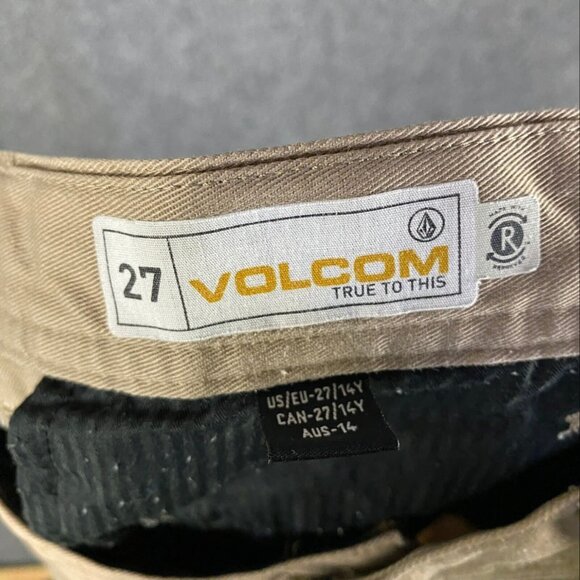 27
VOLCOM
TRUE TO THIS
R
US/EU-27/14Y
CAN-27/14Y
AUS-14